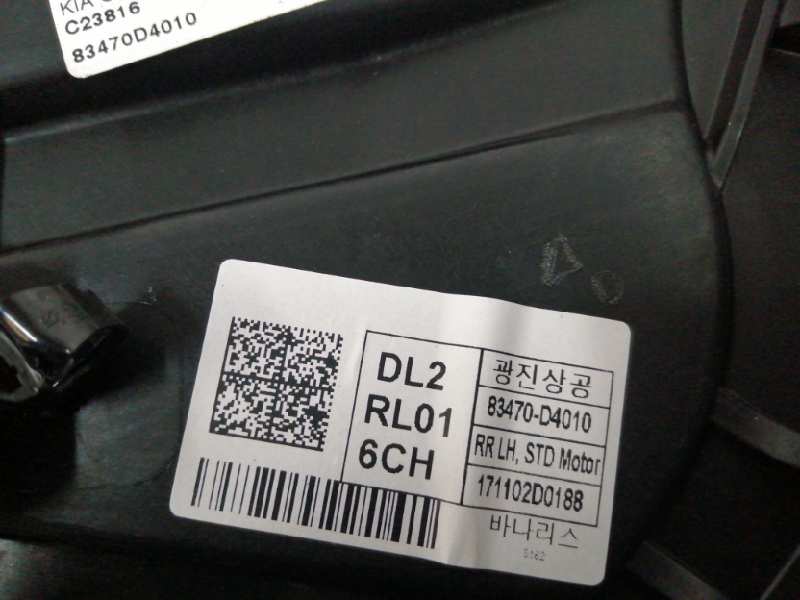 KIA
C23816
83470D4010
DL2
RL01
6CH
광진상공
83470-D4010
RR LH, STD Motor
171102D0188
바나리스